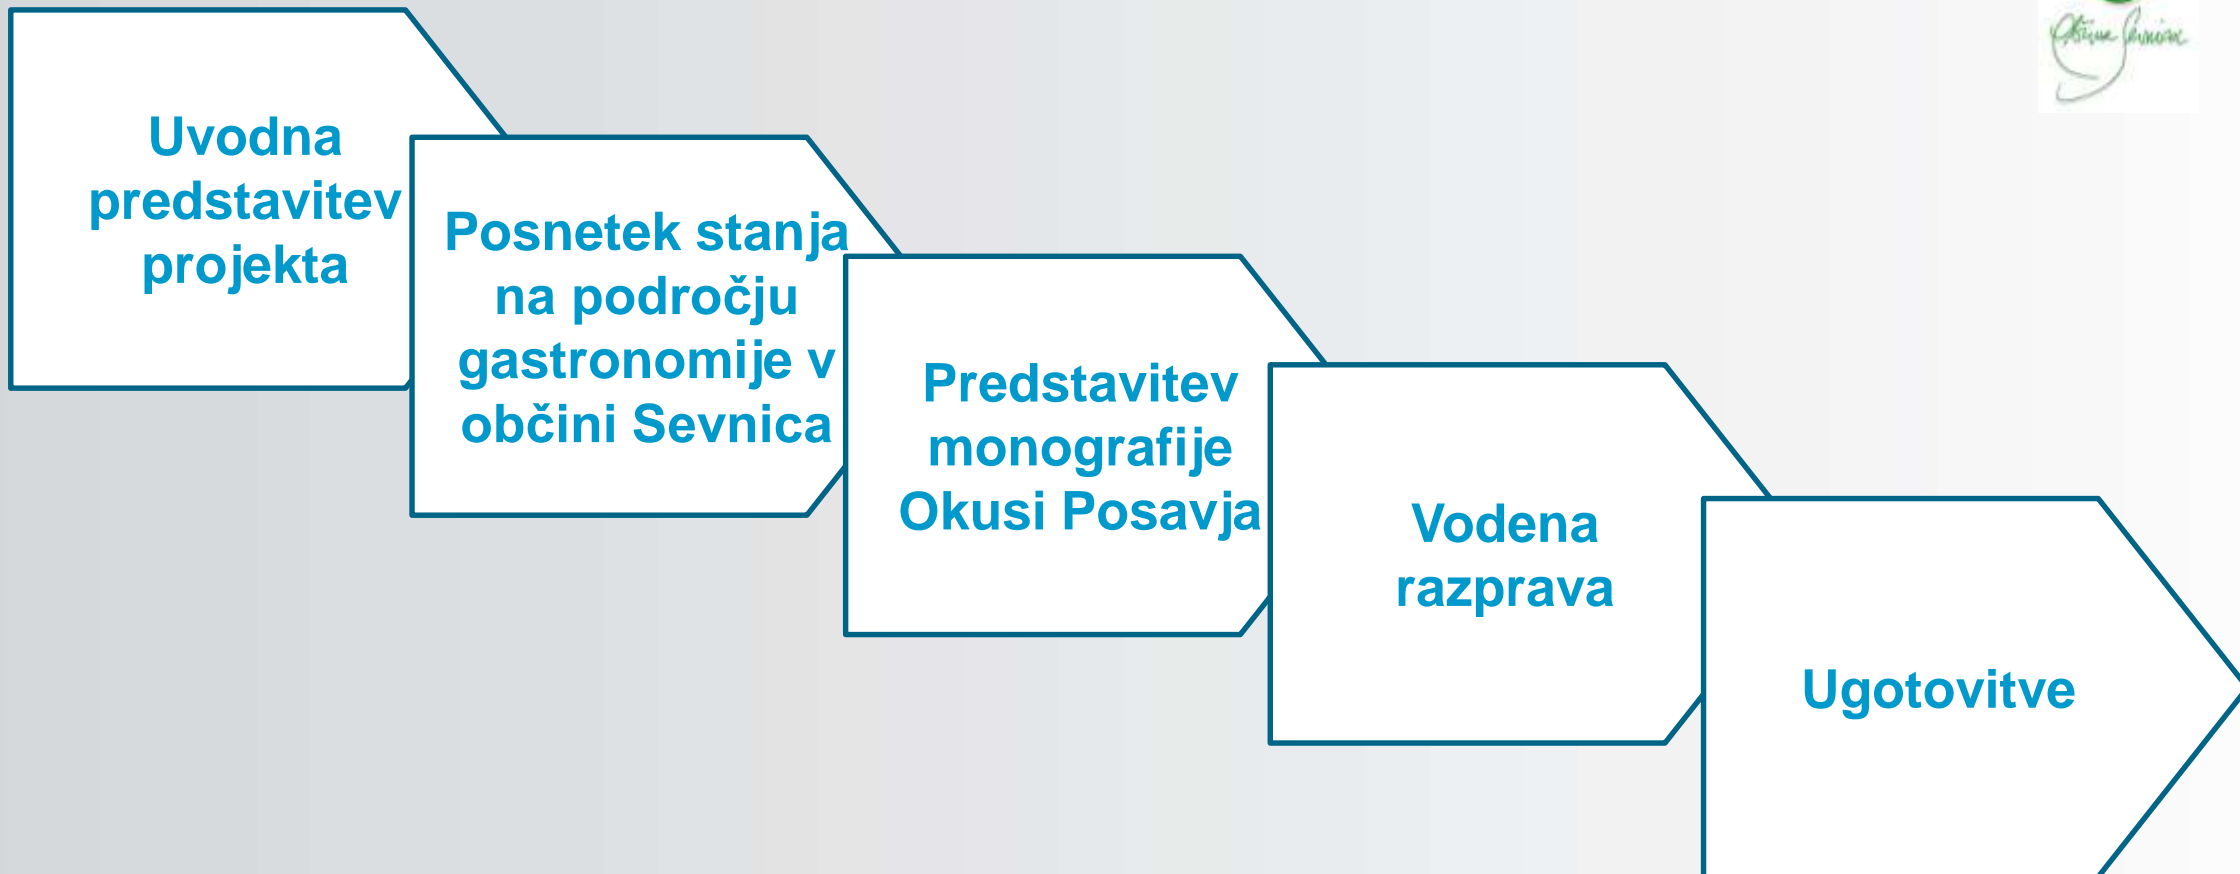 Uvodna
predstavitev
projekta
Posnetek stanja
na področju
gastronomije v
občini Sevnica
Predstavitev
monografije
Okusi Posavja
Vodena
razprava
Ugotovitve